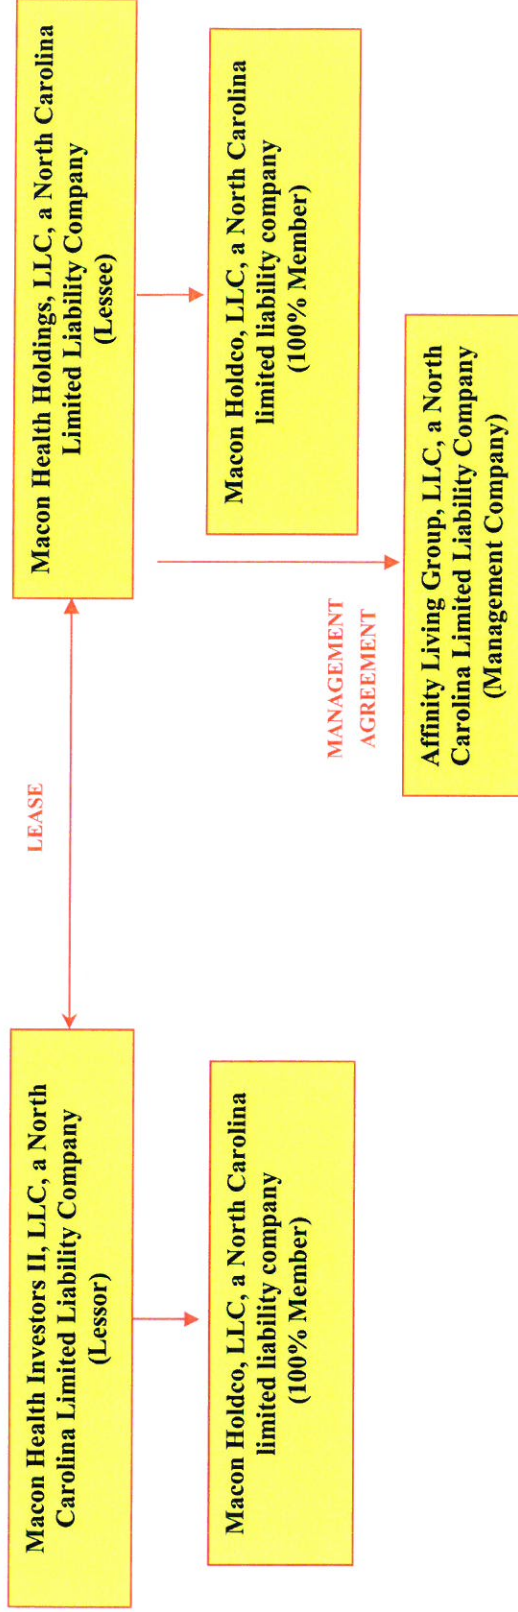 Macon Health Investors II, LLC, a North
Carolina Limited Liability Company
(Lessor)
LEASE
Macon Health Holdings, LLC, a North Carolina
Limited Liability Company
(Lessee)
Macon Holdco, LLC, a North Carolina
limited liability company
(100% Member)
Macon Holdco, LLC, a North Carolina
limited liability company
(100% Member)
MANAGEMENT
AGREEMENT
Affinity Living Group, LLC, a North
Carolina Limited Liability Company
(Management Company)